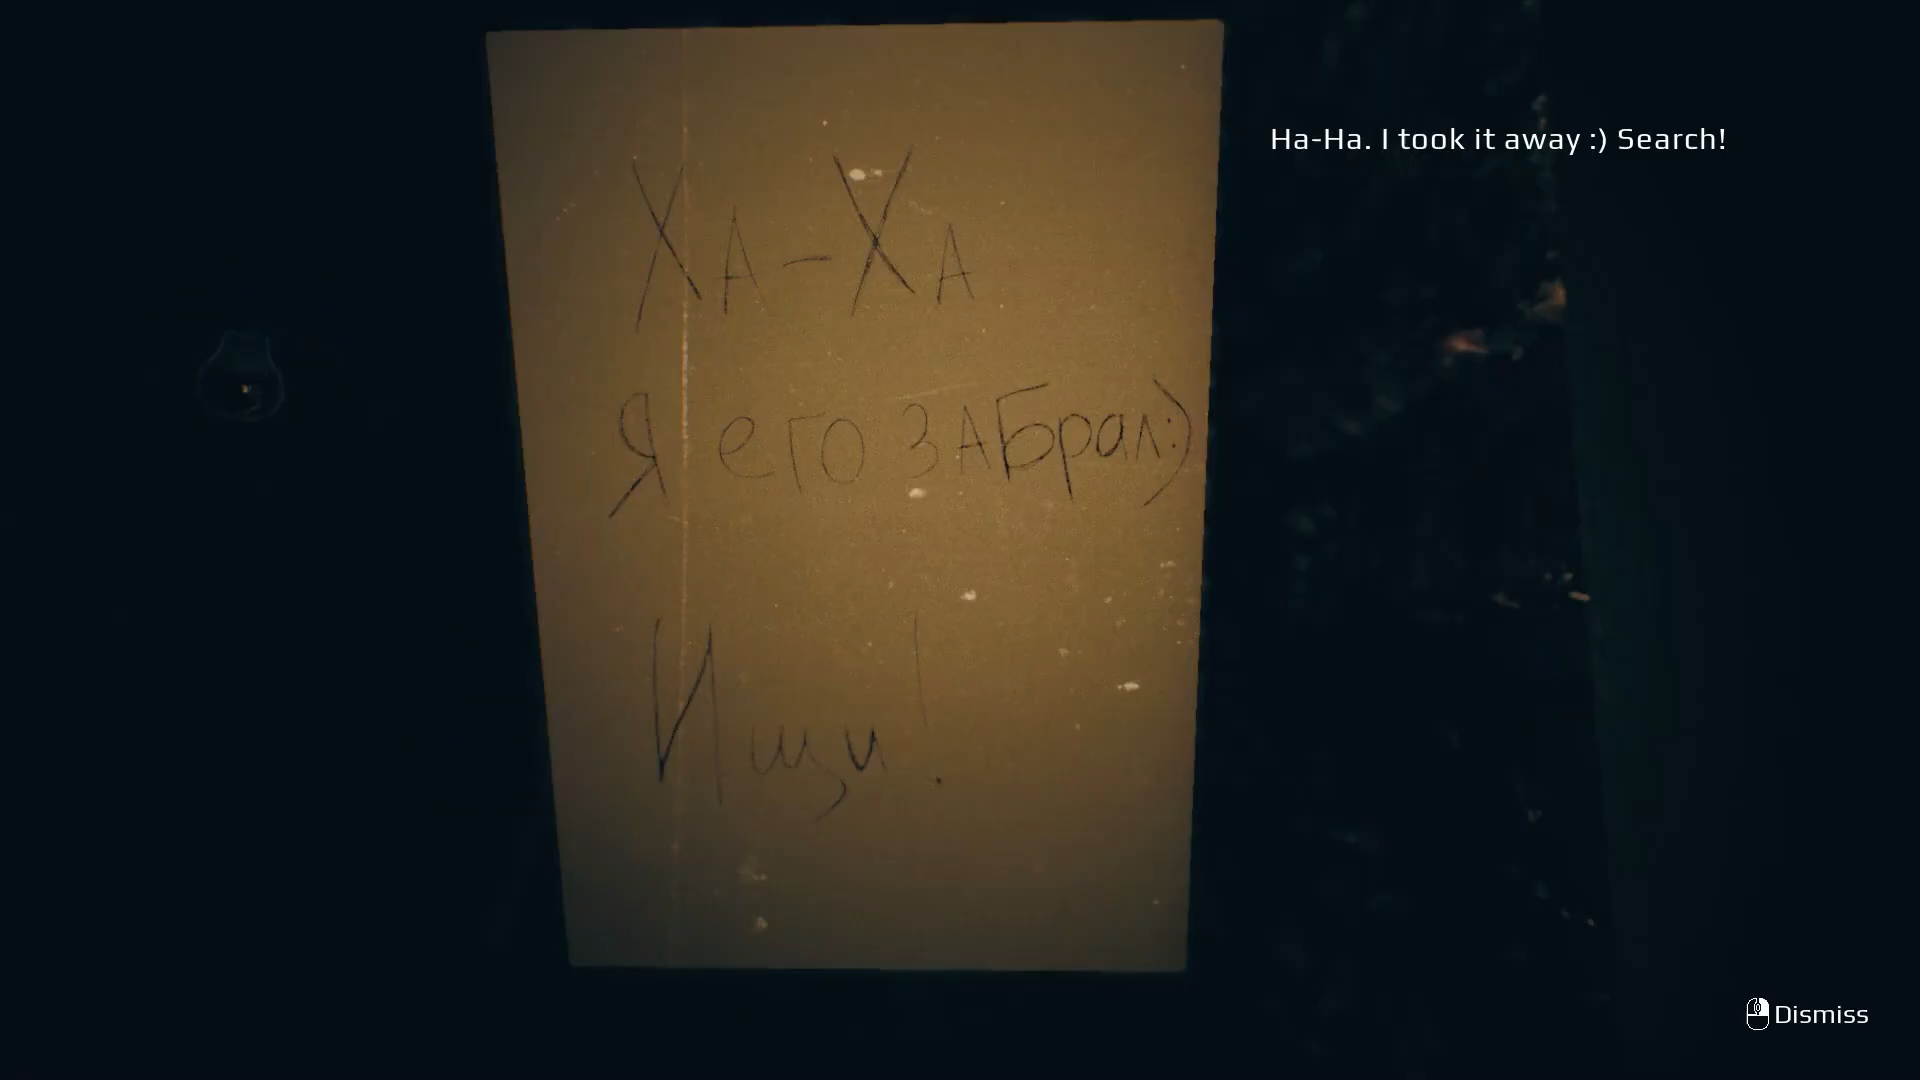 Ха-Ха
Я его забрал:)
Ищи!
Ha-Ha. I took it away :) Search!
Dismiss